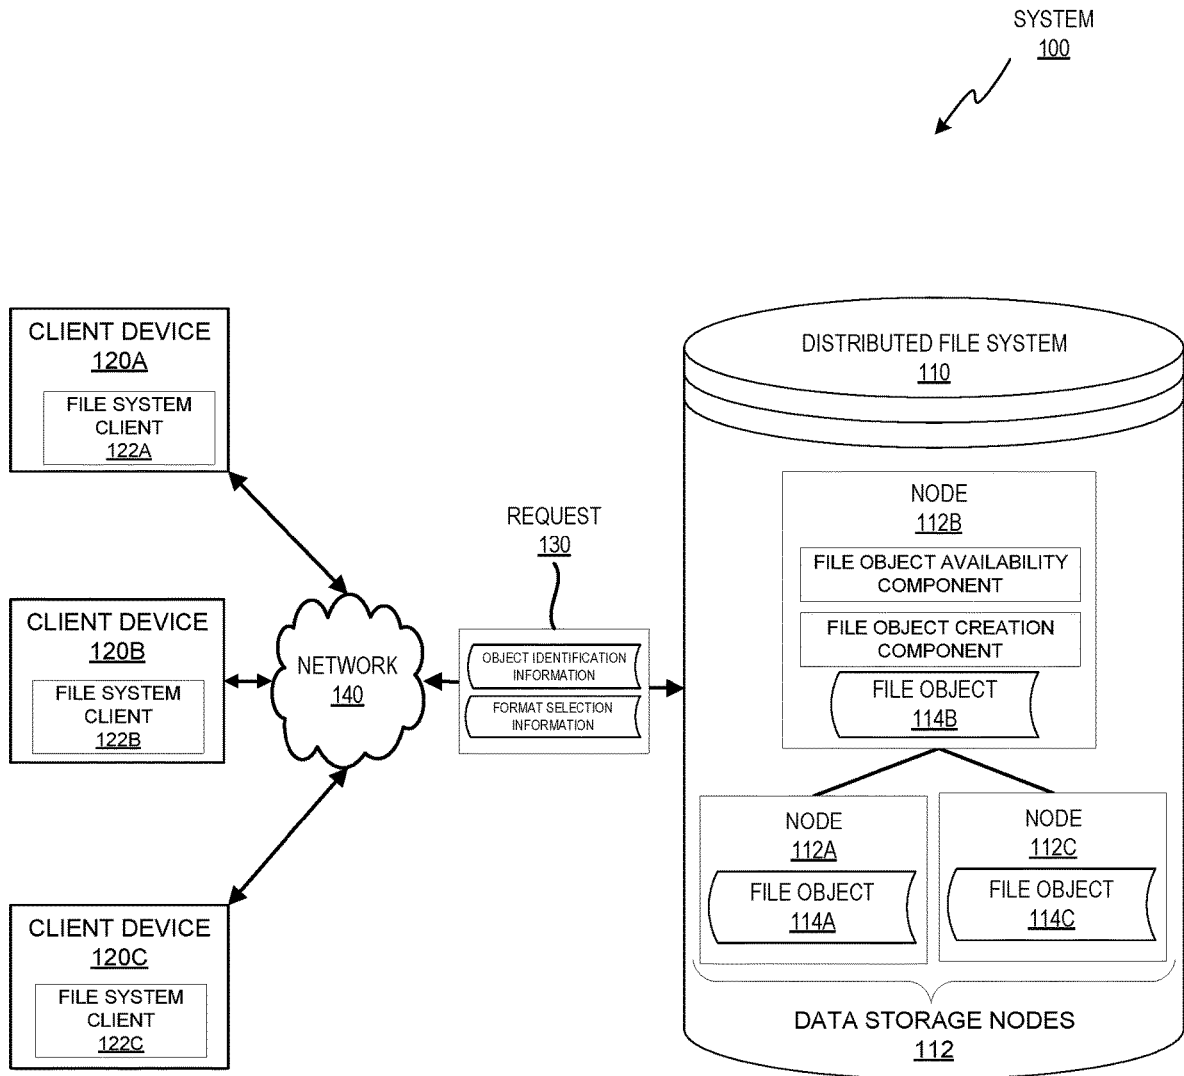 SYSTEM
100
CLIENT DEVICE
120A
FILE SYSTEM
CLIENT
122A
CLIENT DEVICE
120B
FILE SYSTEM
CLIENT
122B
CLIENT DEVICE
120C
FILE SYSTEM
CLIENT
122C
NETWORK
140
REQUEST
130
OBJECT IDENTIFICATION
INFORMATION
FORMAT SELECTION
INFORMATION
DISTRIBUTED FILE SYSTEM
110
NODE
112B
FILE OBJECT AVAILABILITY
COMPONENT
FILE OBJECT CREATION
COMPONENT
FILE OBJECT
114B
NODE
112A
FILE OBJECT
114A
NODE
112C
FILE OBJECT
114C
DATA STORAGE NODES
112